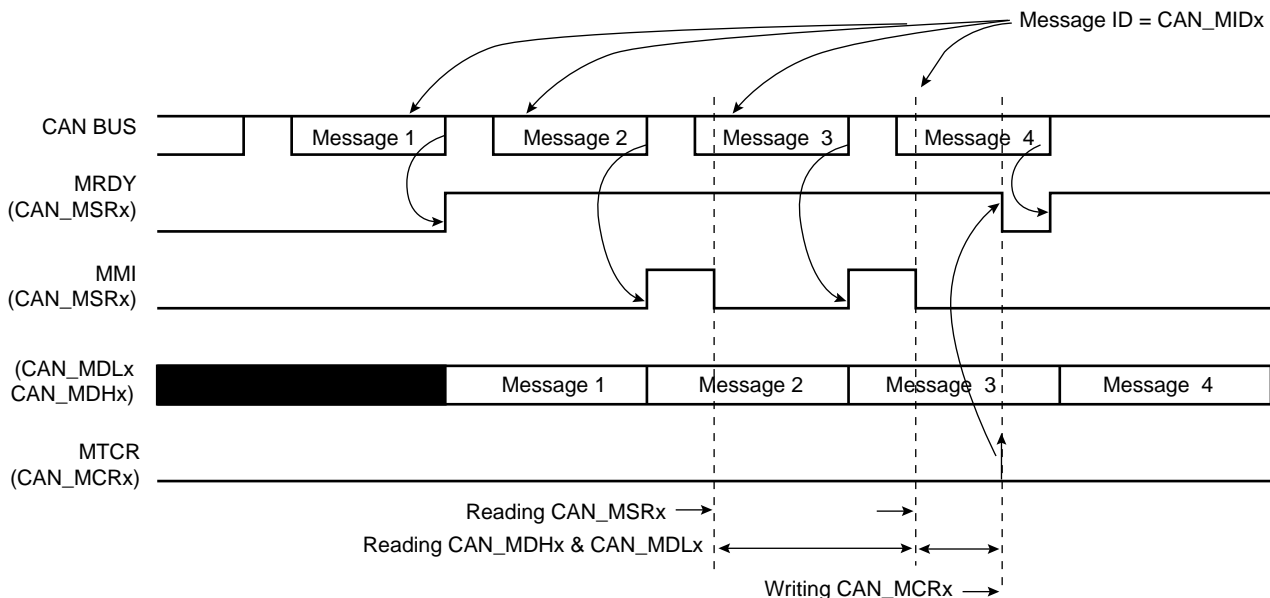 Message ID = CAN_MIDx
CAN BUS
Message 1
Message 2
Message 3
Message 4
MRDY
(CAN_MSRx)
MMI
(CAN_MSRx)
(CAN_MDLx
CAN_MDHx)
Message 1
Message 2
Message 3
Message 4
MTCR
(CAN_MCRx)
Reading CAN_MSRx
Reading CAN_MDHx & CAN_MDLx
Writing CAN_MCRx